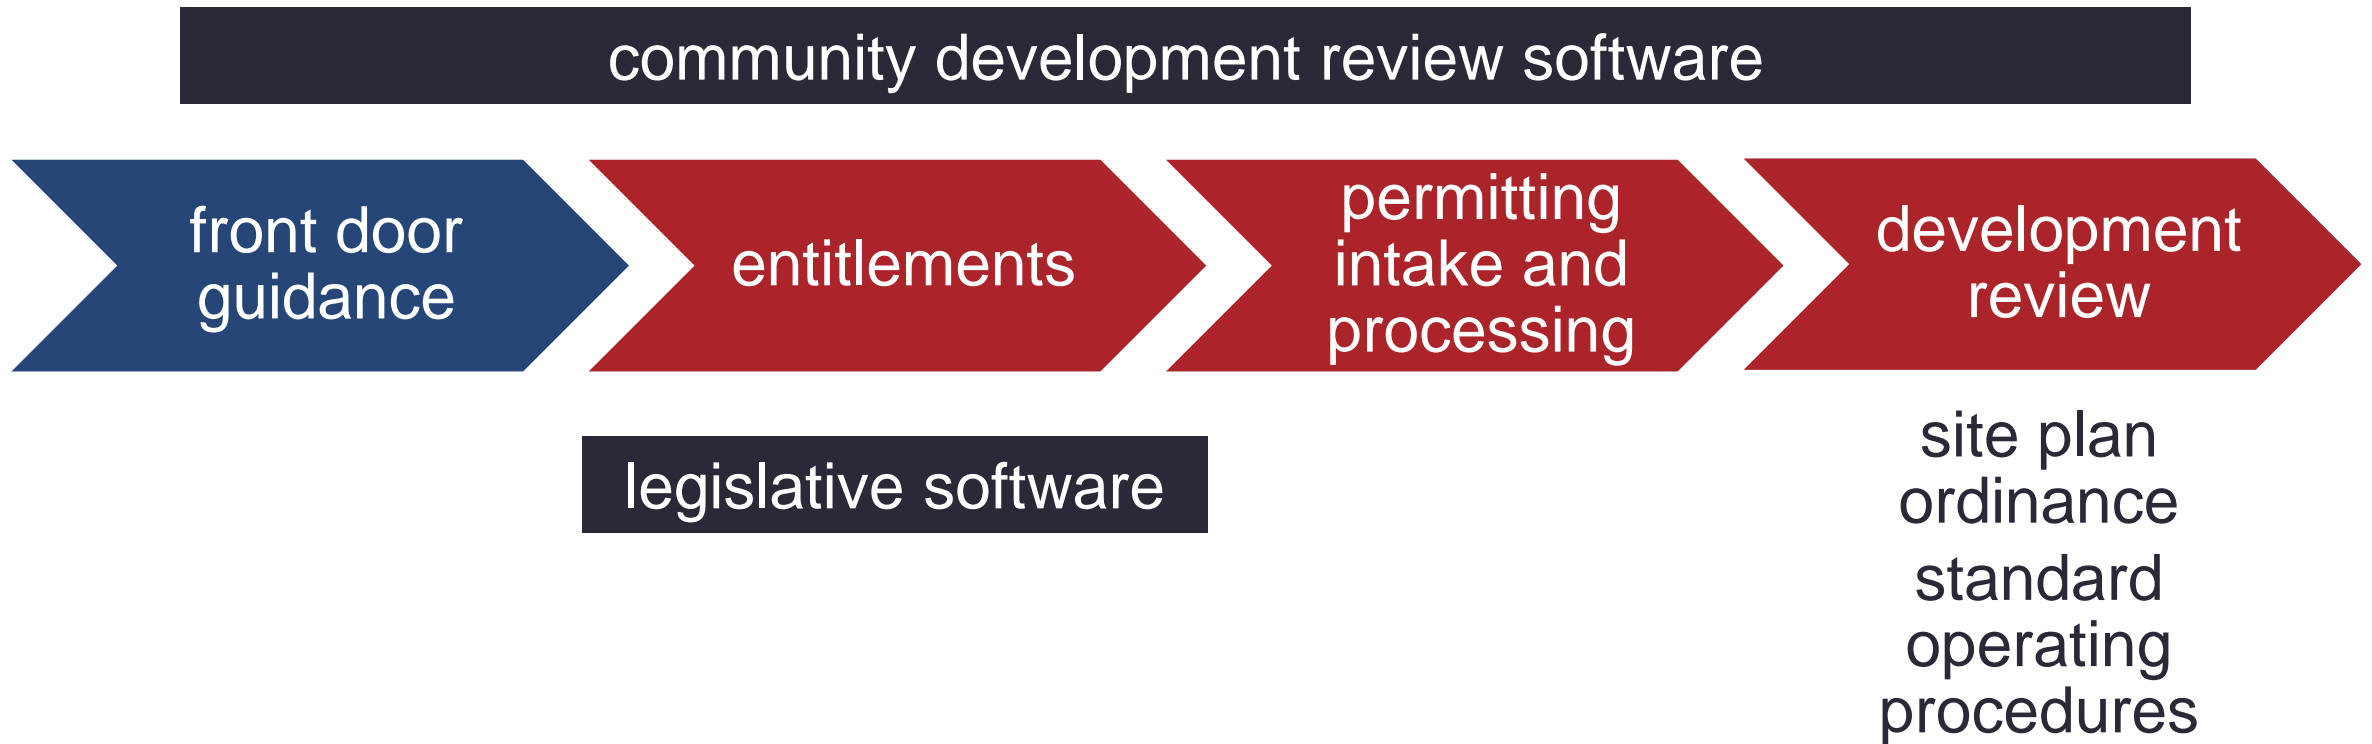 community development review software
front door
guidance
entitlements
permitting
intake and
processing
development
review
legislative software
site plan
ordinance
standard
operating
procedures